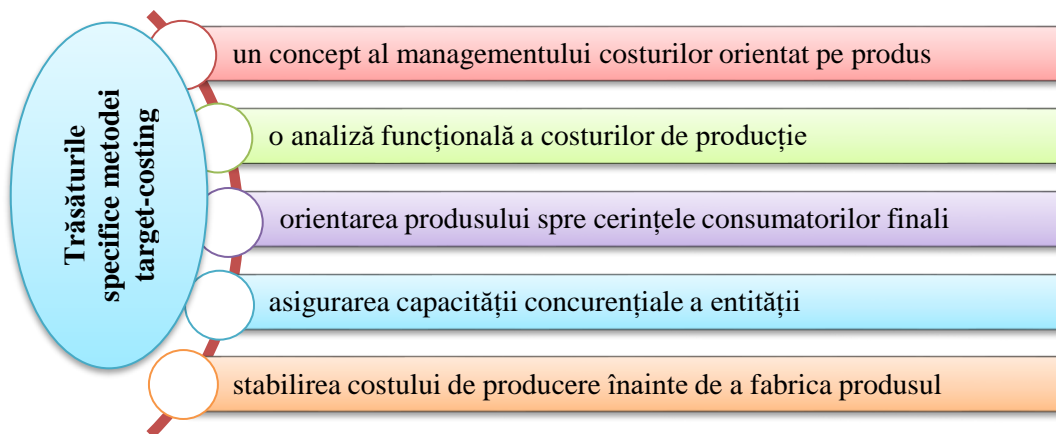 Trăsăturile
specifice metodei
target-costing
un concept al managementului costurilor orientat pe produs
o analiză funcțională a costurilor de producție
orientarea produsului spre cerințele consumatorilor finali
asigurarea capacității concurențiale a entității
stabilirea costului de producere înainte de a fabrica produsul